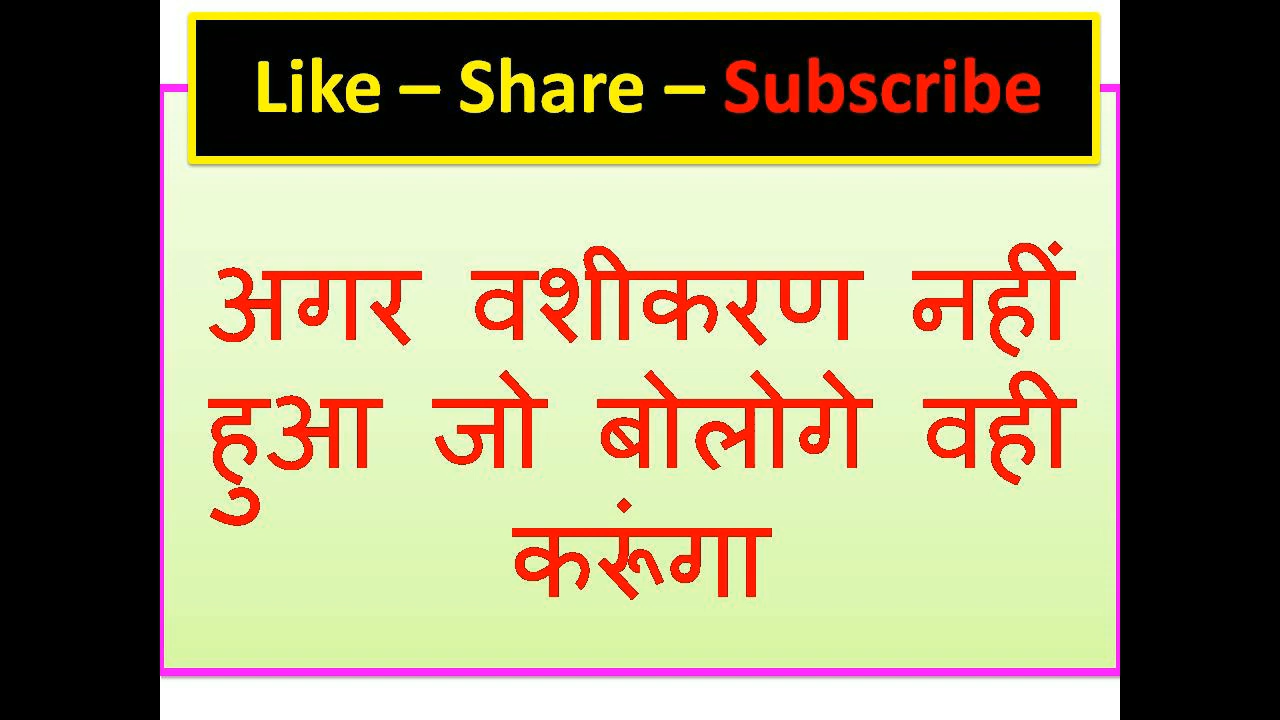 Like – Share – Subscribe
अगर वशीकरण नहीं
हुआ जो बोलोगे वही
करूंगा